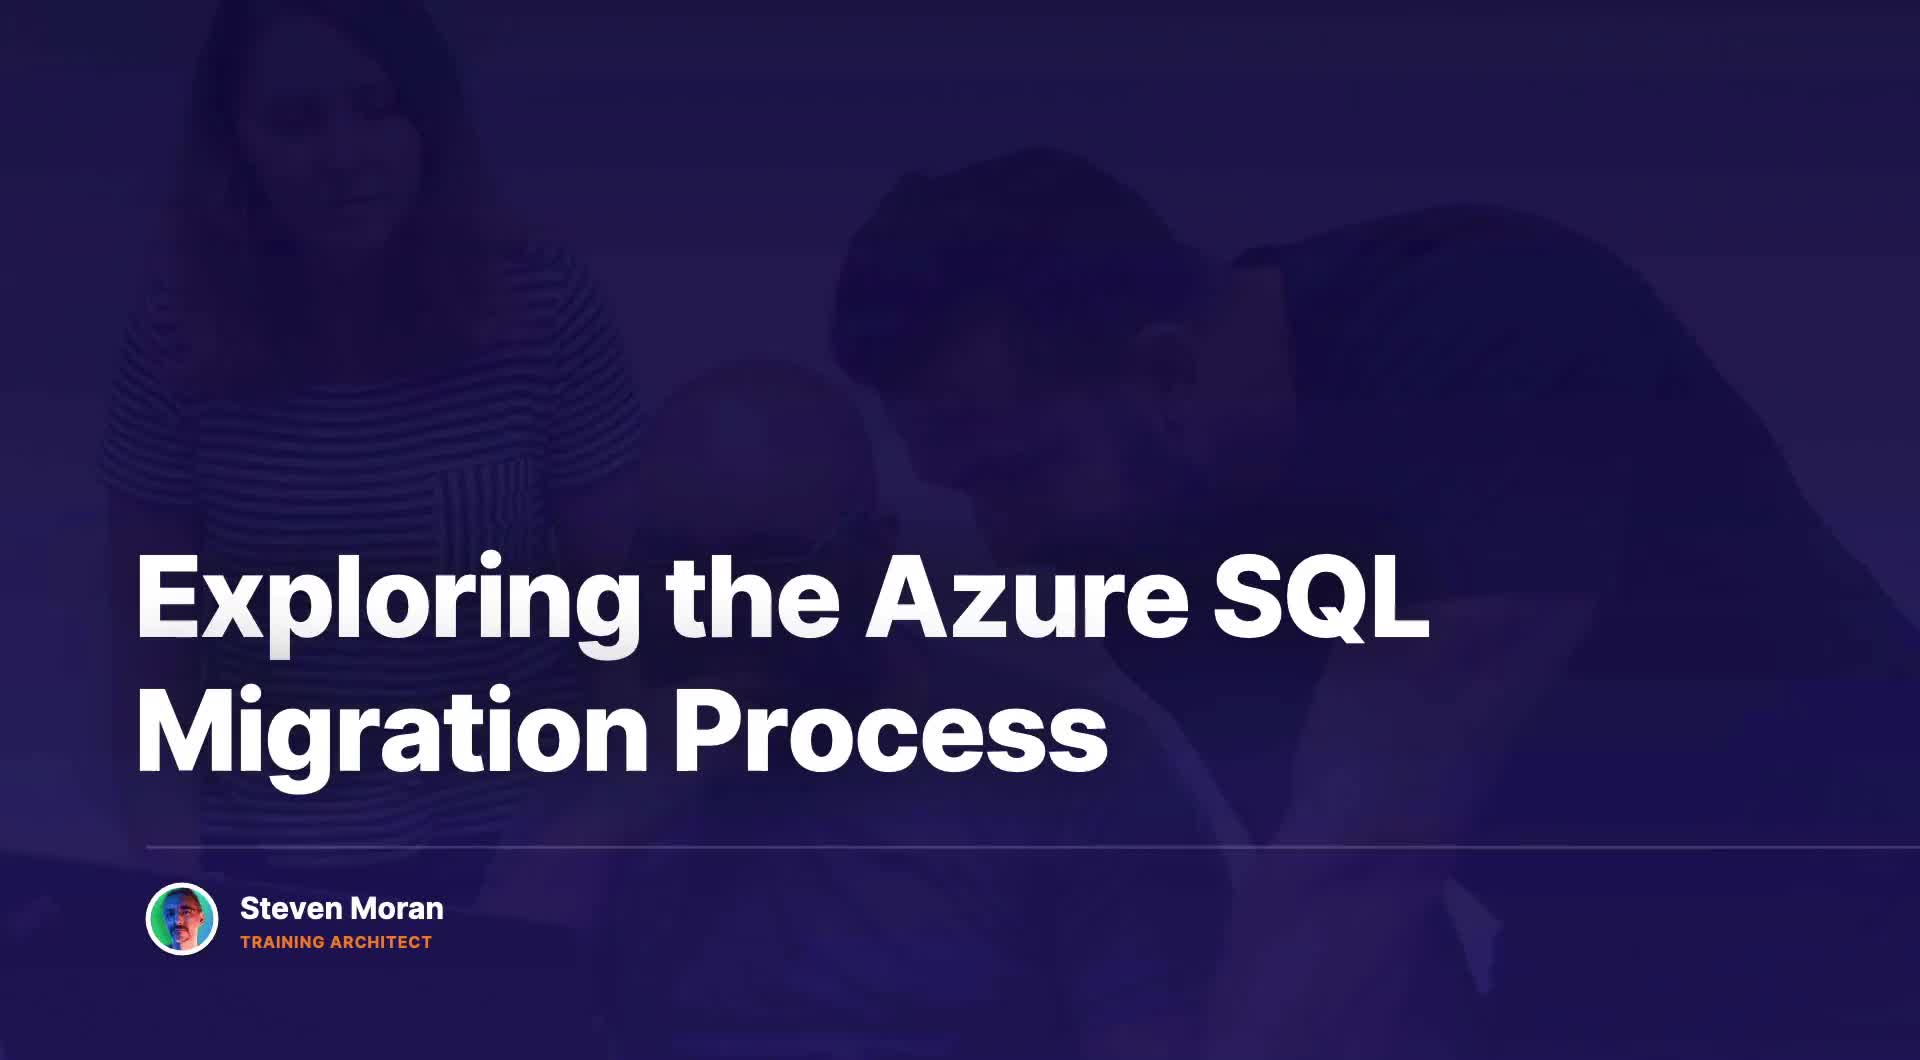 Exploring the Azure SQL
Migration Process
Steven Moran
TRAINING ARCHITECT